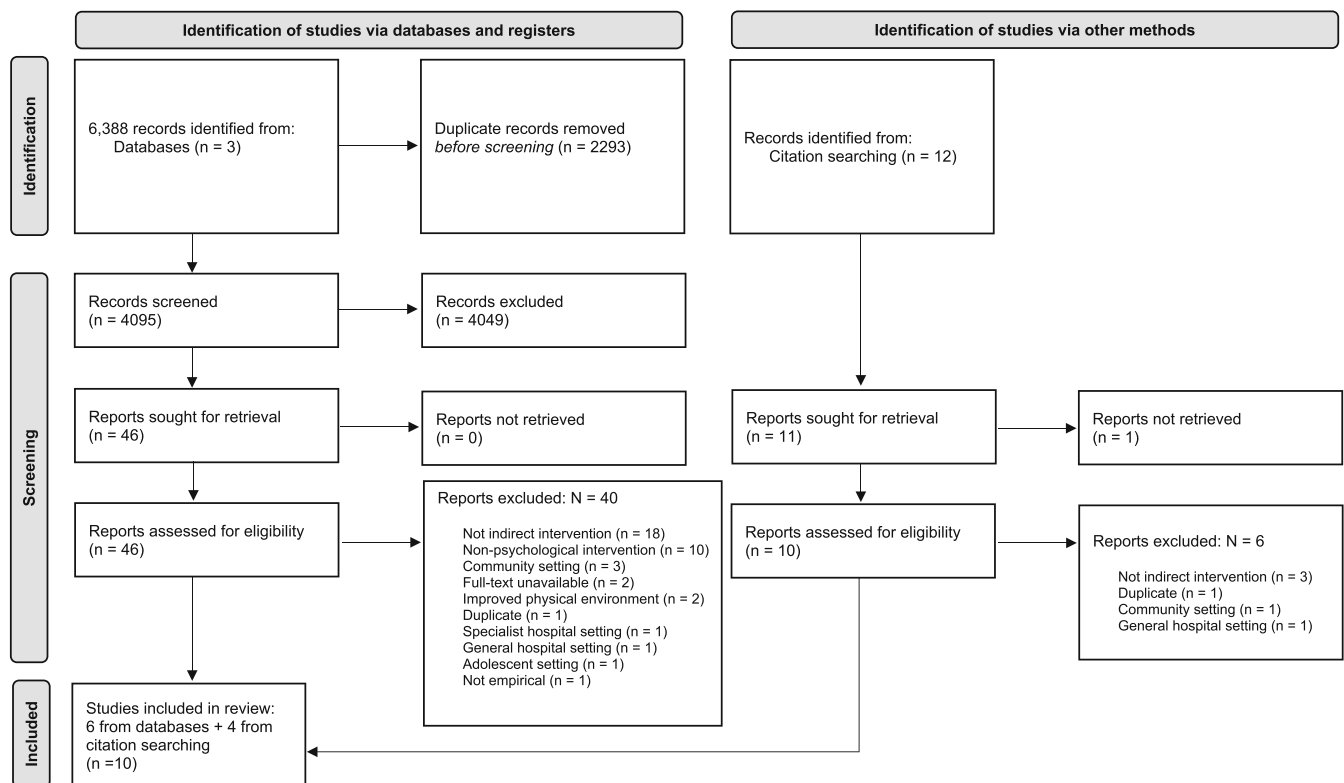 Identification of studies via databases and registers
Identification of studies via other methods
Identification
6,388 records identified from:
Databases (n = 3)
Duplicate records removed
before screening (n = 2293)
Records identified from:
Citation searching (n = 12)
Screening
Records screened
(n = 4095)
Records excluded
(n = 4049)
Reports sought for retrieval
(n = 46)
Reports not retrieved
(n = 0)
Reports sought for retrieval
(n = 11)
Reports not retrieved
(n = 1)
Reports assessed for eligibility
(n = 46)
Reports excluded: N = 40
Not indirect intervention (n = 18)
Non-psychological intervention (n = 10)
Community setting (n = 3)
Full-text unavailable (n = 2)
Improved physical environment (n = 2)
Duplicate (n = 1)
Specialist hospital setting (n = 1)
General hospital setting (n = 1)
Adolescent setting (n = 1)
Not empirical (n = 1)
Reports assessed for eligibility
(n = 10)
Reports excluded: N = 6
Not indirect intervention (n = 3)
Duplicate (n = 1)
Community setting (n = 1)
General hospital setting (n = 1)
Included
Studies included in review:
6 from databases + 4 from
citation searching
(n =10)